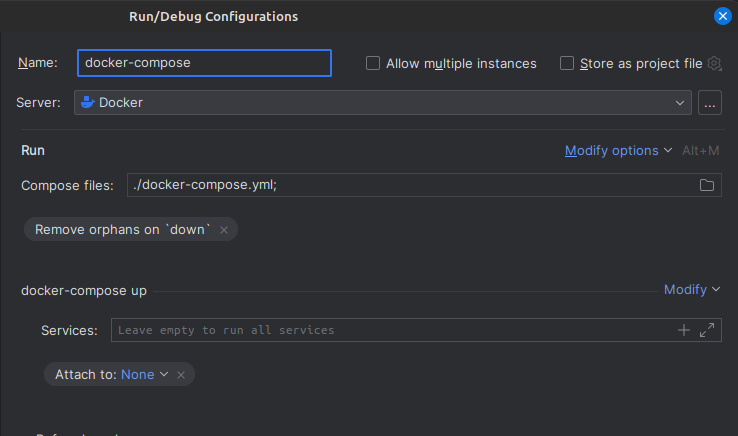 Run/Debug Configurations
Name: docker-compose Allow multiple instances Store as project file
Server: Docker ...
Run Modify options Alt+M
Compose files: ./docker-compose.yml;
Remove orphans on `down` ×
docker-compose up Modify
Services: Leave empty to run all services
Attach to: None ×